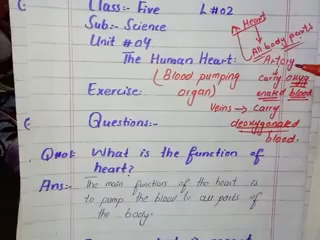 Class:- Five L#02
Sub:- Science
Unit #04
The Human Heart:
(Blood pumping organ)
Heart
All body parts
Artery
carry oxyg
enated blood
Veins → carry
deoxygenated
blood.
Exercise:
Questions:
Q#01: What is the function of
heart?
Ans:- The main function of the heart is
to pump the blood to all parts of
the body.